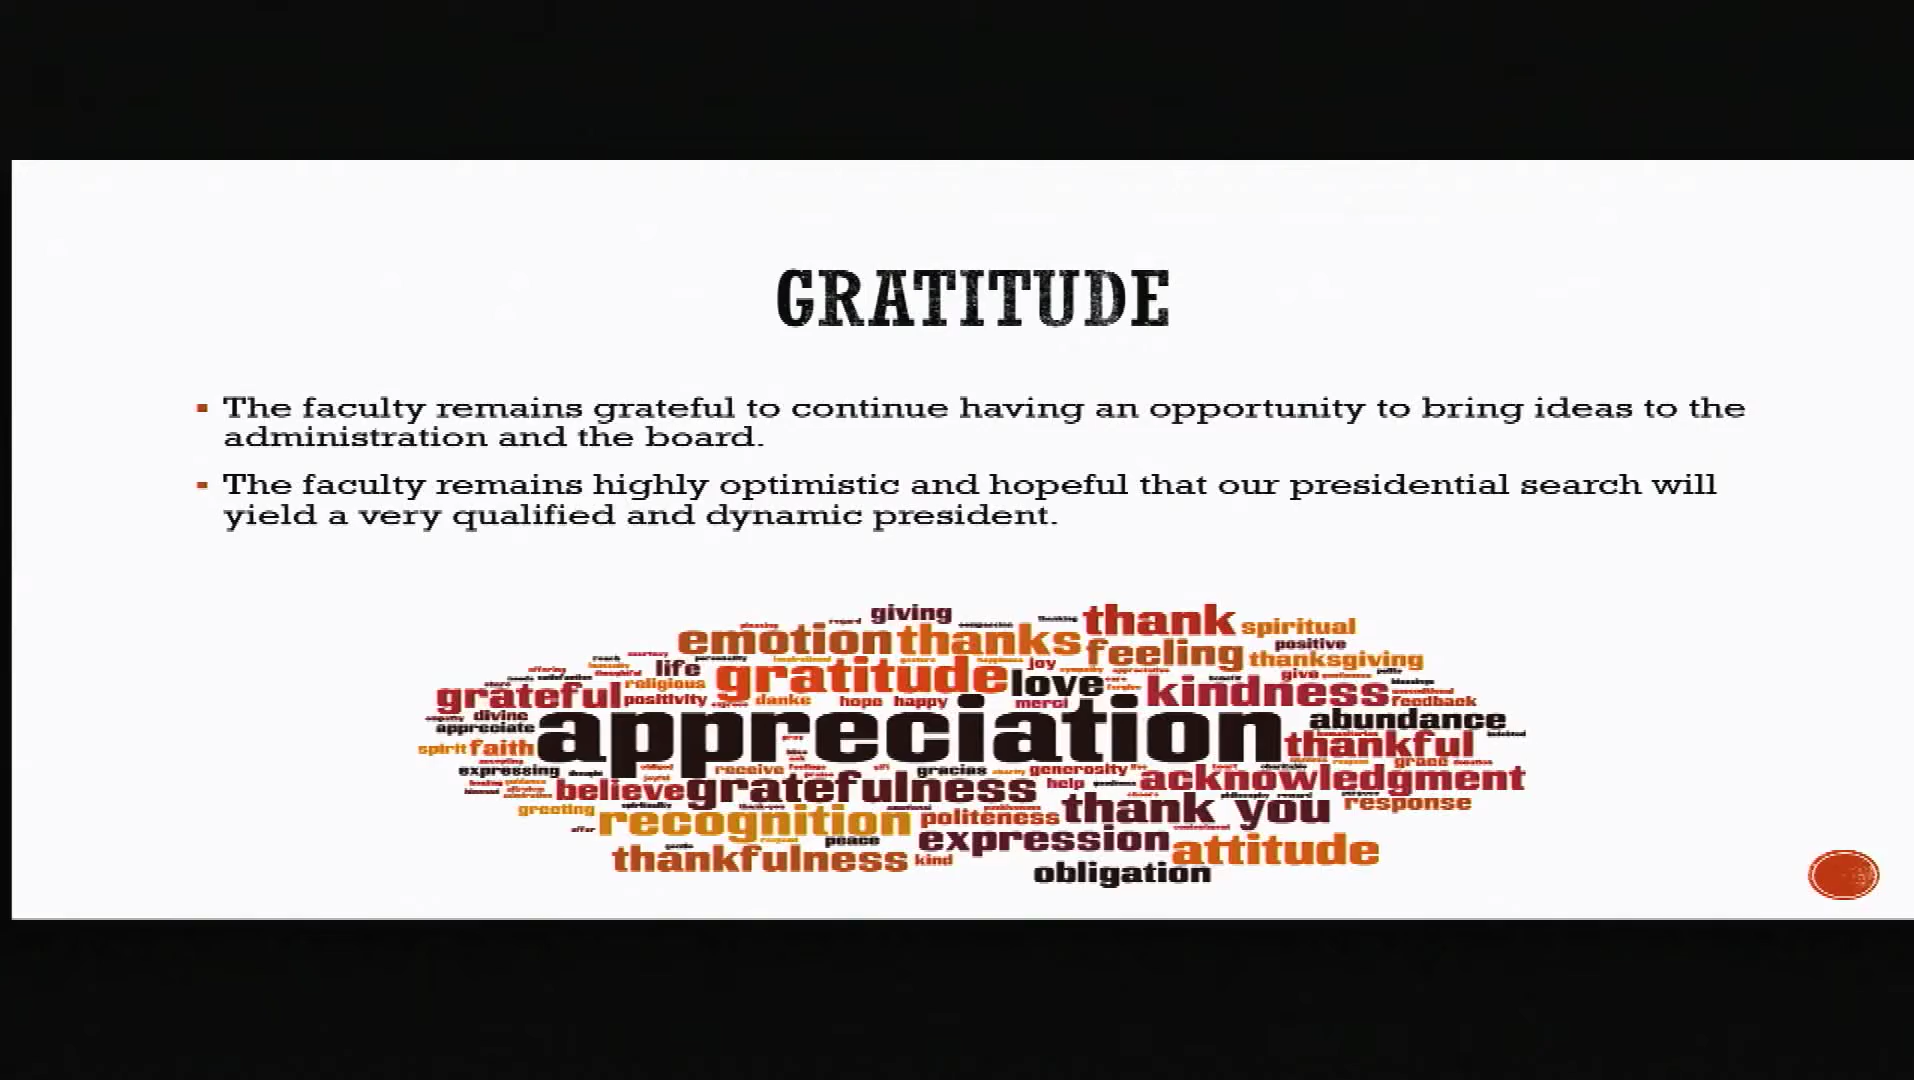 GRATITUDE
▪ The faculty remains grateful to continue having an opportunity to bring ideas to the
administration and the board.
▪ The faculty remains highly optimistic and hopeful that our presidential search will
yield a very qualified and dynamic president.
giving
thank
spiritual
emotion thanks
feeling
positive
thanksgiving
life
gratitude
joy
love
give
religious
kindness
grateful
positivity
danke
hope
happy
merci
feedback
divine
appreciate
appreciation
abundance
spirit
faith
thankful
grace
expressing
receive
gracias
generosity
acknowledgment
believe
gratefulness
help
thank you
response
greeting
recognition
politeness
peace
expression
attitude
thankfulness
kind
obligation